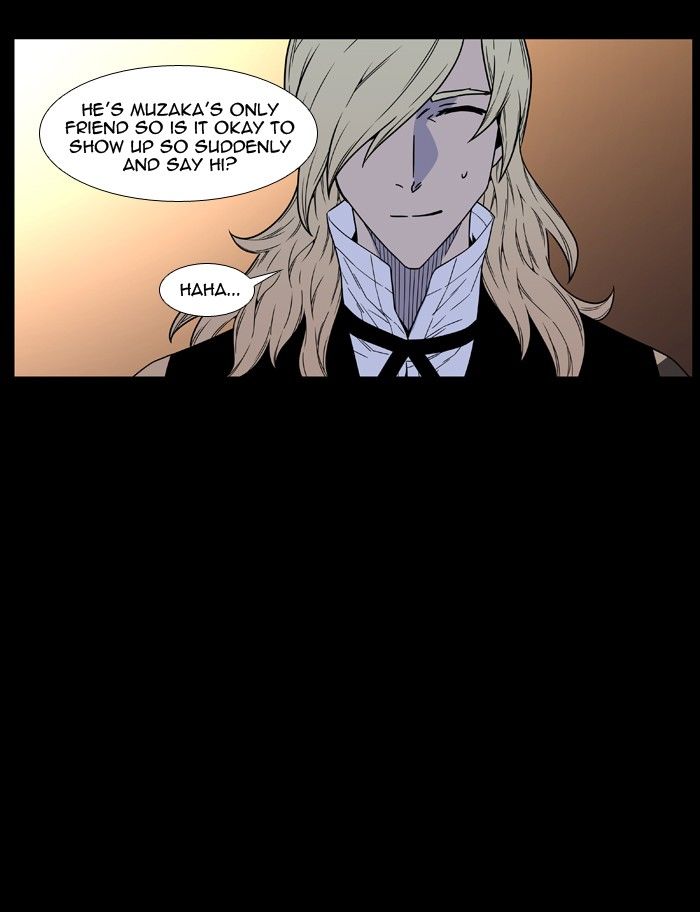 HE'S MUZAKA'S ONLY
FRIEND SO IS IT OKAY TO
SHOW UP SO SUDDENLY
AND SAY HI?
HAHA...